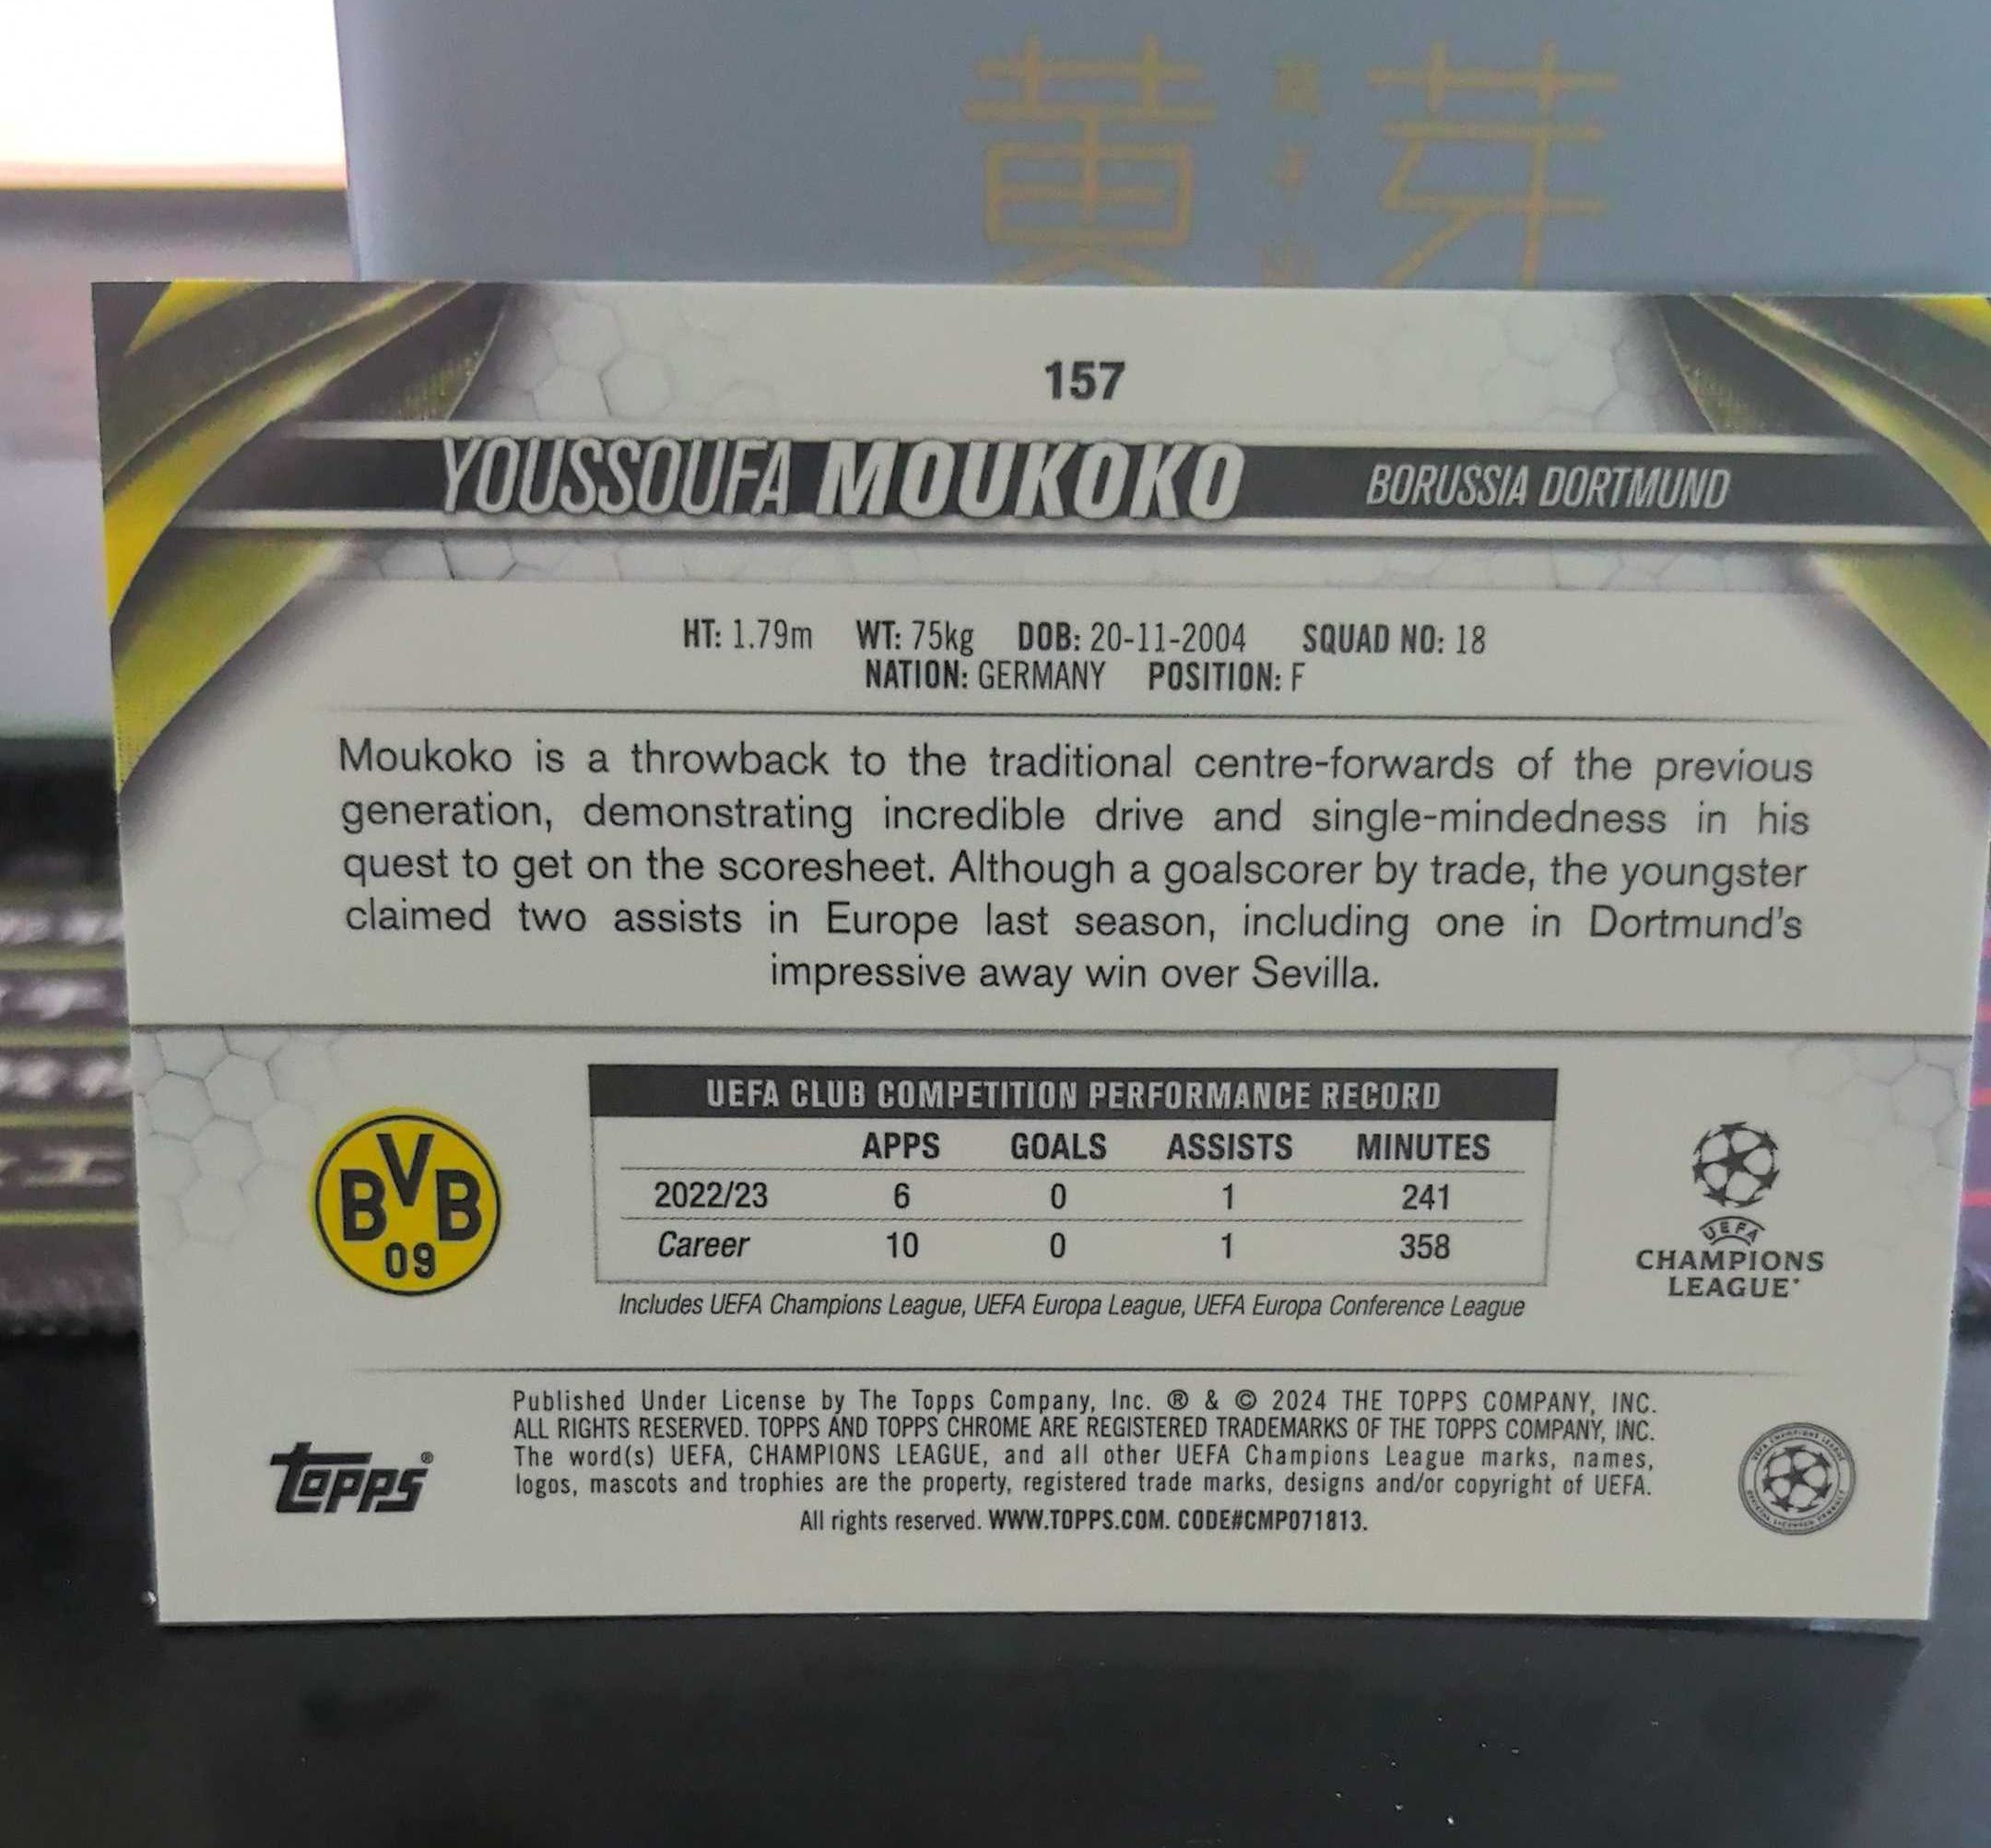 黄 芽
157
YOUSSOUFA MOUKOKO BORUSSIA DORTMUND
HT: 1.79m WT: 75kg DOB: 20-11-2004 SQUAD NO: 18
NATION: GERMANY POSITION: F
Moukoko is a throwback to the traditional centre-forwards of the previous
generation, demonstrating incredible drive and single-mindedness in his
quest to get on the scoresheet. Although a goalscorer by trade, the youngster
claimed two assists in Europe last season, including one in Dortmund's
impressive away win over Sevilla.
BVB
09
UEFA CLUB COMPETITION PERFORMANCE RECORD
APPS GOALS ASSISTS MINUTES
2022/23 6 0 1 241
Career 10 0 1 358
Includes UEFA Champions League, UEFA Europa League, UEFA Europa Conference League
UEFA
CHAMPIONS
LEAGUE
topps®
Published Under License by The Topps Company, Inc. ® & © 2024 THE TOPPS COMPANY, INC.
ALL RIGHTS RESERVED. TOPPS AND TOPPS CHROME ARE REGISTERED TRADEMARKS OF THE TOPPS COMPANY, INC.
The word(s) UEFA, CHAMPIONS LEAGUE, and all other UEFA Champions League marks, names,
logos, mascots and trophies are the property, registered trade marks, designs and/or copyright of UEFA.
All rights reserved. WWW.TOPPS.COM. CODE#CMP071813.